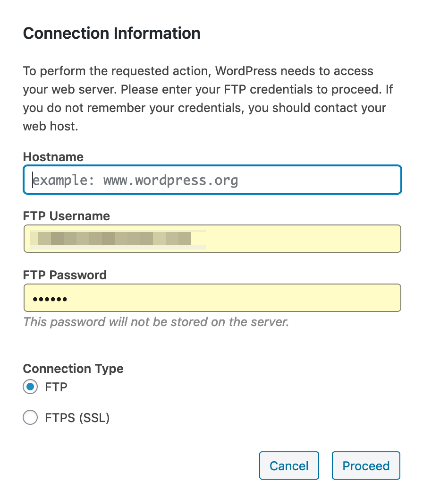 Connection Information
To perform the requested action, WordPress needs to access
your web server. Please enter your FTP credentials to proceed. If
you do not remember your credentials, you should contact your
web host.
Hostname
example: www.wordpress.org
FTP Username
FTP Password
••••••
This password will not be stored on the server.
Connection Type
FTP
FTPS (SSL)
Cancel Proceed